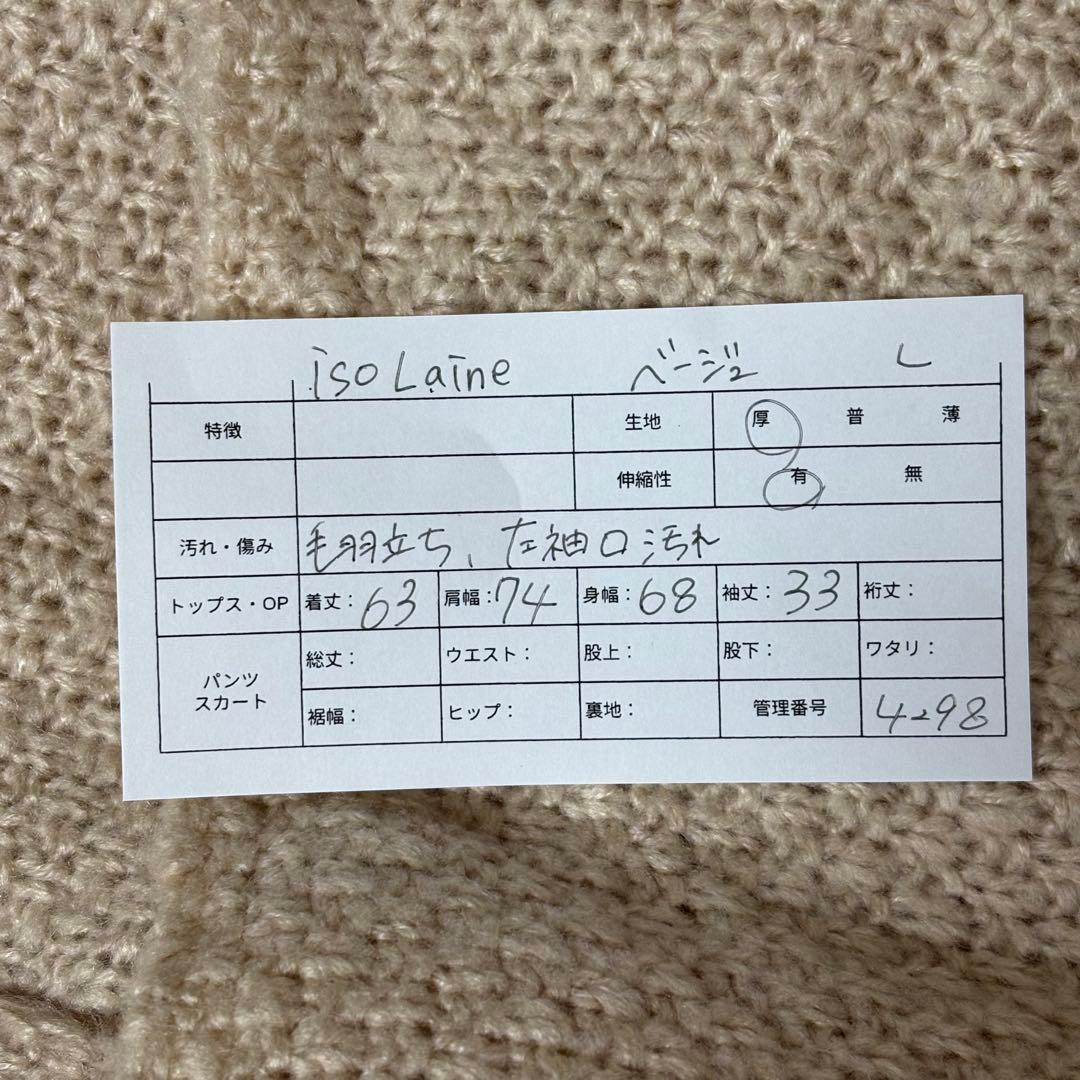 iso Laine ベージュ L
特徴 生地 厚 普 薄
伸縮性 有 無
汚れ・傷み 毛羽立ち、左袖口汚れ
トップス・OP 着丈:63 肩幅:74 身幅:68 袖丈:33 裄丈:
パンツ スカート 総丈: ウエスト: 股上: 股下: ワタリ:
裾幅: ヒップ: 裏地: 管理番号 4-298